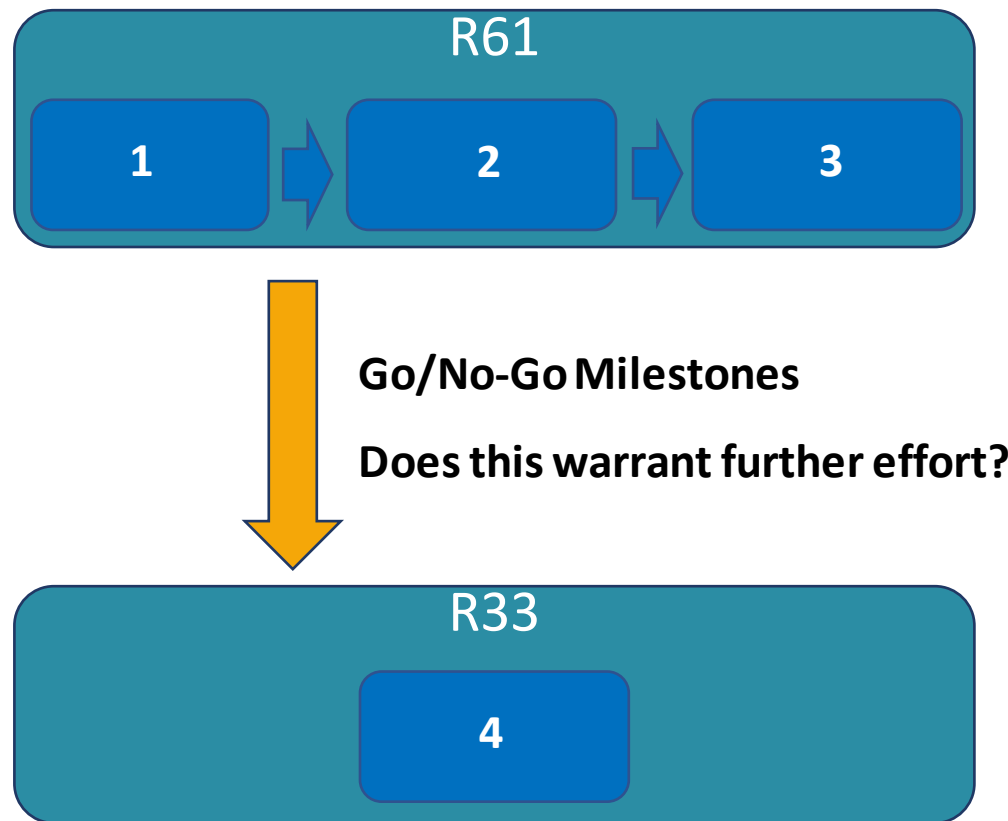 R61
1
2
3
Go/No-Go Milestones
Does this warrant further effort?
R33
4